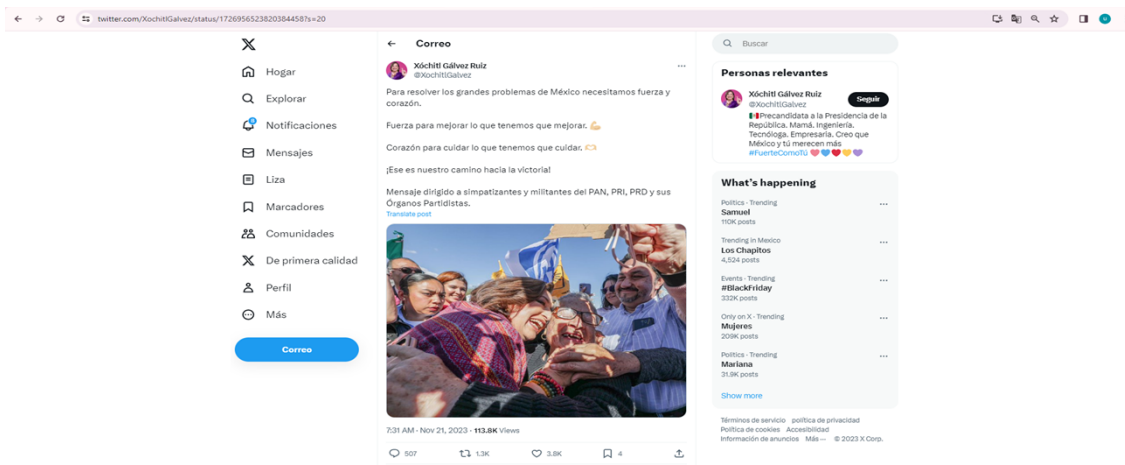 twitter.com/XochitlGalvez/status/1726956523820384458?s=20
Hogar
Explorar
Notificaciones
Mensajes
Liza
Marcadores
Comunidades
De primera calidad
Perfil
Más
Correo
Correo
Xóchitl Gálvez Ruiz
@XochitlGalvez
Para resolver los grandes problemas de México necesitamos fuerza y
corazón.
Fuerza para mejorar lo que tenemos que mejorar. 💪🏼
Corazón para cuidar lo que tenemos que cuidar. 🫶🏼
¡Ese es nuestro camino hacia la victoria!
Mensaje dirigido a simpatizantes y militantes del PAN, PRI, PRD y sus
Órganos Partidistas.
Translate post
7:31 AM · Nov 21, 2023 · 113.8K Views
507 1.3K 3.8K 4
Buscar
Personas relevantes
Xóchitl Gálvez Ruiz
@XochitlGalvez
Seguir
🇲🇽Precandidata a la Presidencia de la
República. Mamá. Ingeniería.
Tecnóloga. Empresaria. Creo que
México y tú merecen más
#FuerteComoTú 🩷💙❤️💜💛
What's happening
Politics · Trending
Samuel
110K posts
Trending in Mexico
Los Chapitos
4,524 posts
Events · Trending
#BlackFriday
332K posts
Only on X · Trending
Mujeres
209K posts
Politics · Trending
Mariana
31.9K posts
Show more
Términos de servicio política de privacidad
Política de cookies Accesibilidad
Información de anuncios Más — © 2023 X Corp.